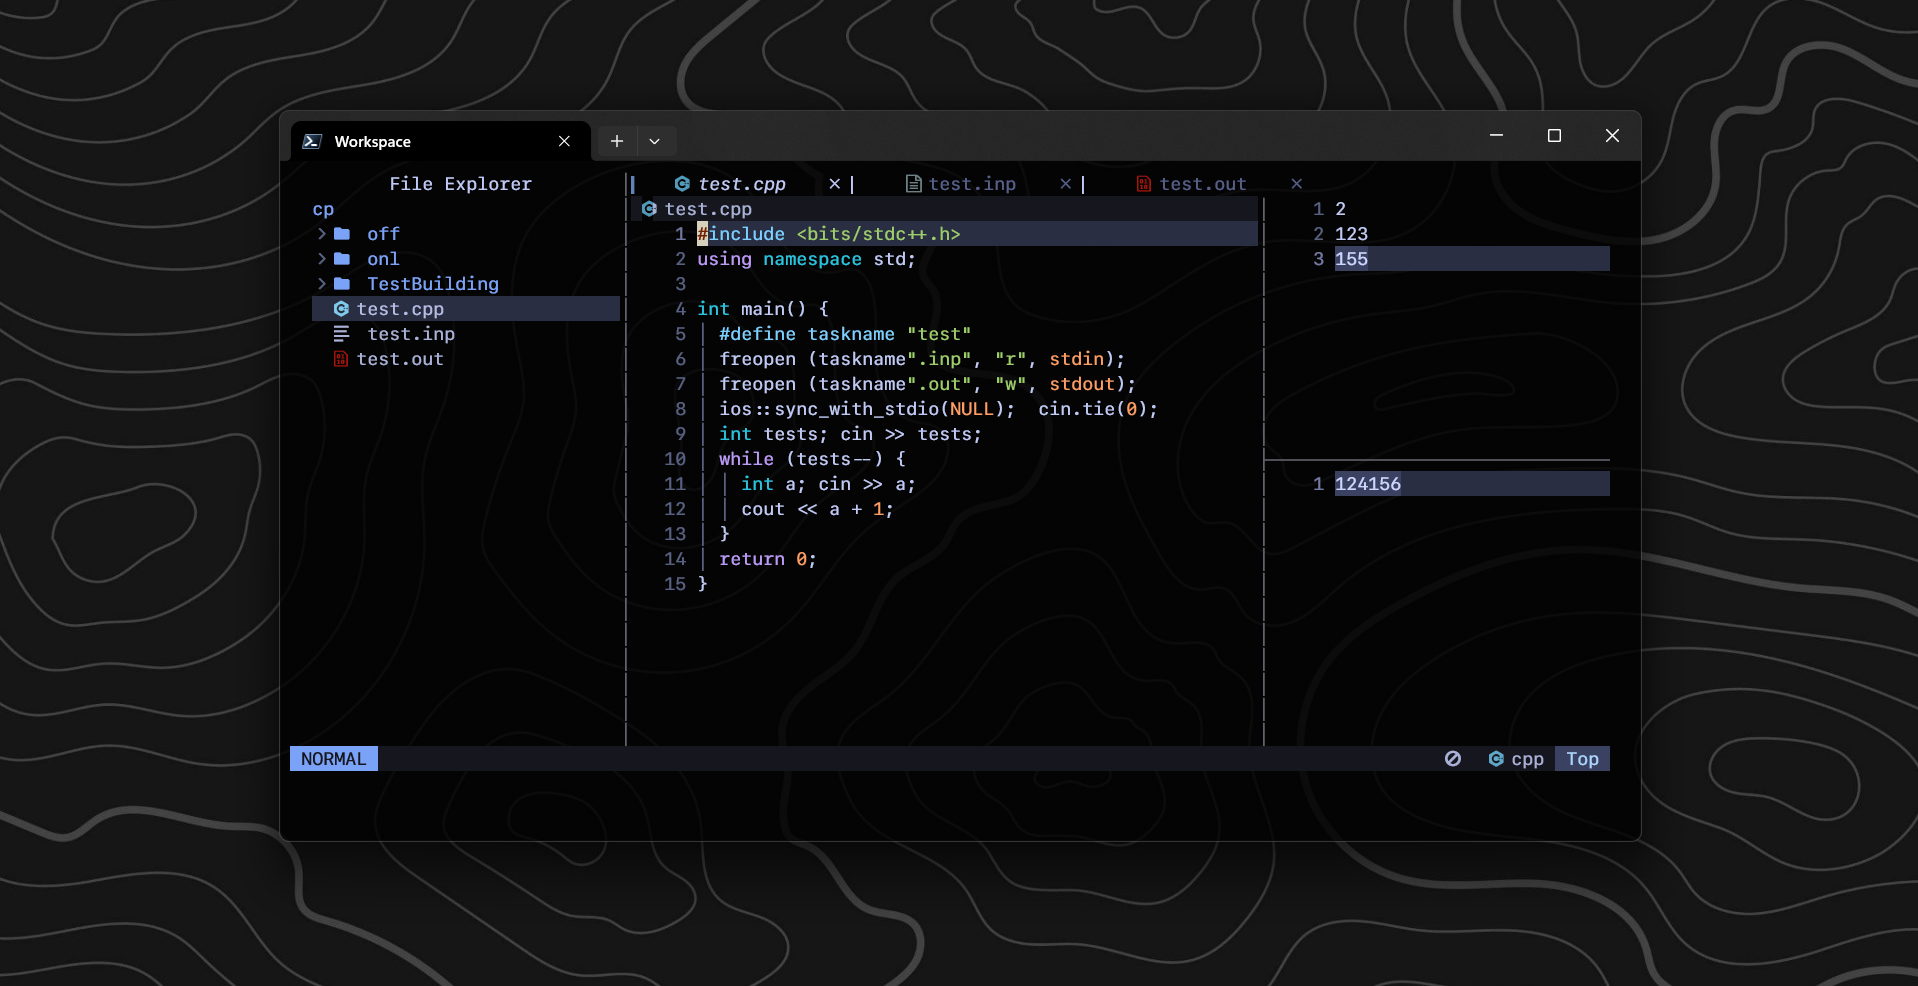 Workspace
File Explorer
cp
off
onl
TestBuilding
test.cpp
test.inp
test.out
test.cpp
test.inp
test.out
test.cpp
1 #include <bits/stdc++.h>
2 using namespace std;
3
4 int main() {
5 #define taskname "test"
6 freopen (taskname".inp", "r", stdin);
7 freopen (taskname".out", "w", stdout);
8 ios::sync_with_stdio(NULL);  cin.tie(0);
9 int tests; cin >> tests;
10 while (tests--) {
11 int a; cin >> a;
12 cout << a + 1;
13 }
14 return 0;
15 }
1 2
2 123
3 155
1 124156
NORMAL
cpp
Top